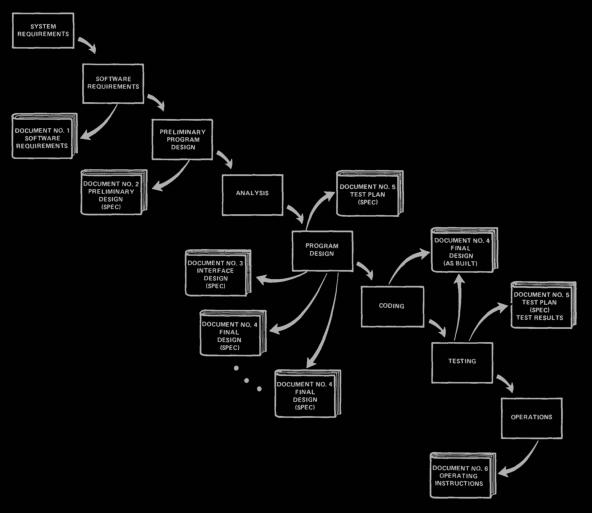 SYSTEM
REQUIREMENTS
SOFTWARE
REQUIREMENTS
DOCUMENT NO. 1
SOFTWARE
REQUIREMENTS
PRELIMINARY
PROGRAM
DESIGN
DOCUMENT NO. 2
PRELIMINARY
DESIGN
(SPEC)
ANALYSIS
DOCUMENT NO. 5
TEST PLAN
(SPEC)
PROGRAM
DESIGN
DOCUMENT NO. 3
INTERFACE
DESIGN
(SPEC)
DOCUMENT NO. 4
FINAL
DESIGN
(SPEC)
DOCUMENT NO. 4
FINAL
DESIGN
(SPEC)
CODING
DOCUMENT NO. 4
FINAL
DESIGN
(AS BUILT)
TESTING
DOCUMENT NO. 5
TEST PLAN
(SPEC)
TEST RESULTS
OPERATIONS
DOCUMENT NO. 6
OPERATING
INSTRUCTIONS